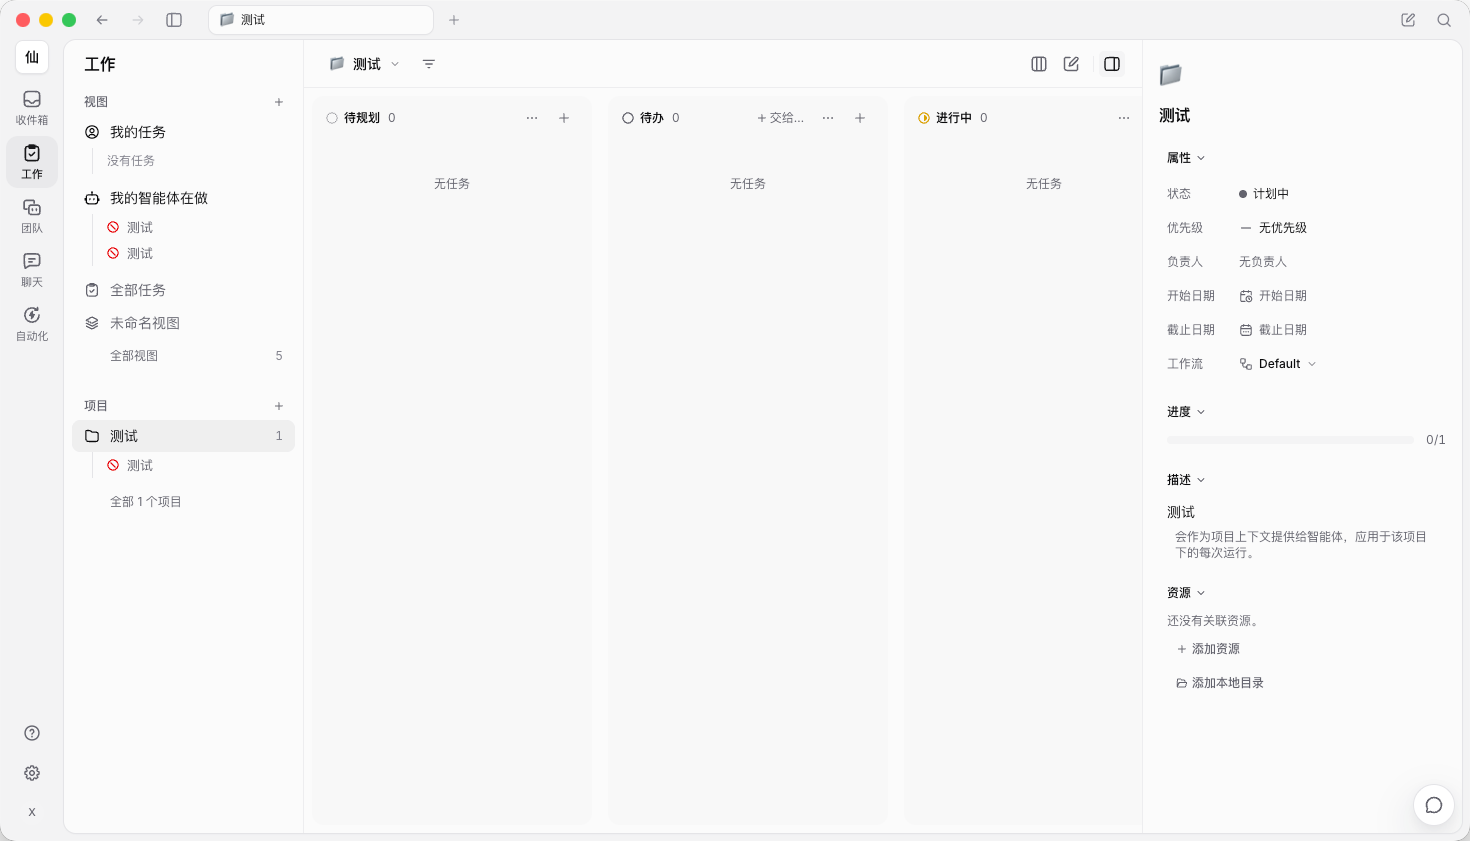 测试
仙
收件箱
工作
团队
聊天
自动化
X
工作
视图
我的任务
没有任务
我的智能体在做
测试
测试
全部任务
未命名视图
全部视图 5
项目
测试 1
测试
全部 1 个项目
测试
待规划 0
无任务
待办 0 + 交给...
无任务
进行中 0
无任务
测试
属性
状态 计划中
优先级 无优先级
负责人 无负责人
开始日期 开始日期
截止日期 截止日期
工作流 Default
进度
0/1
描述
测试
会作为项目上下文提供给智能体，应用于该项目
下的每次运行。
资源
还没有关联资源。
+ 添加资源
添加本地目录